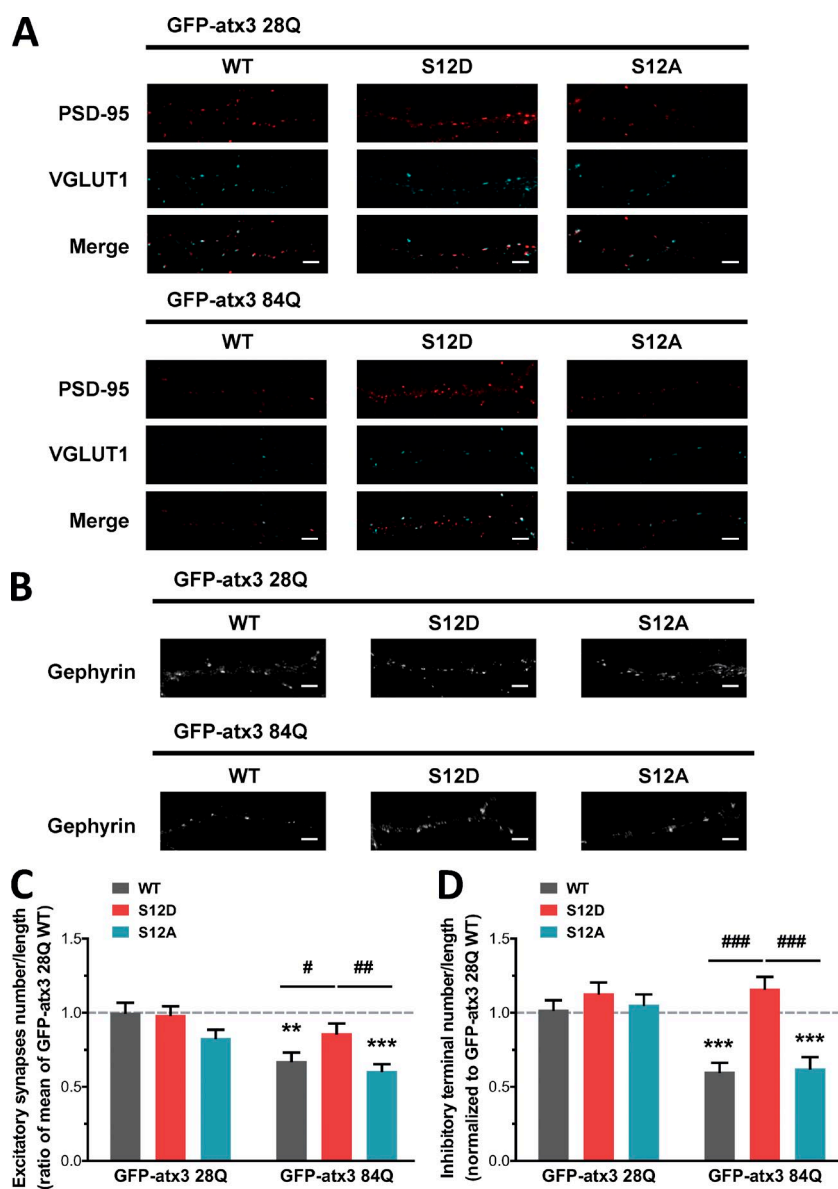 A
GFP-atx3 28Q
WT S12D S12A
PSD-95
VGLUT1
Merge
GFP-atx3 84Q
WT S12D S12A
PSD-95
VGLUT1
Merge
B
GFP-atx3 28Q
WT S12D S12A
Gephyrin
GFP-atx3 84Q
WT S12D S12A
Gephyrin
C
WT
S12D
S12A
Excitatory synapses number/length
(ratio of mean of GFP-atx3 28Q WT)
1.5
1.0
0.5
0.0
# ##
** ***
GFP-atx3 28Q GFP-atx3 84Q
D
WT
S12D
S12A
Inhibitory terminal number/length
(normalized to GFP-atx3 28Q WT)
1.5
1.0
0.5
0.0
### ###
*** ***
GFP-atx3 28Q GFP-atx3 84Q